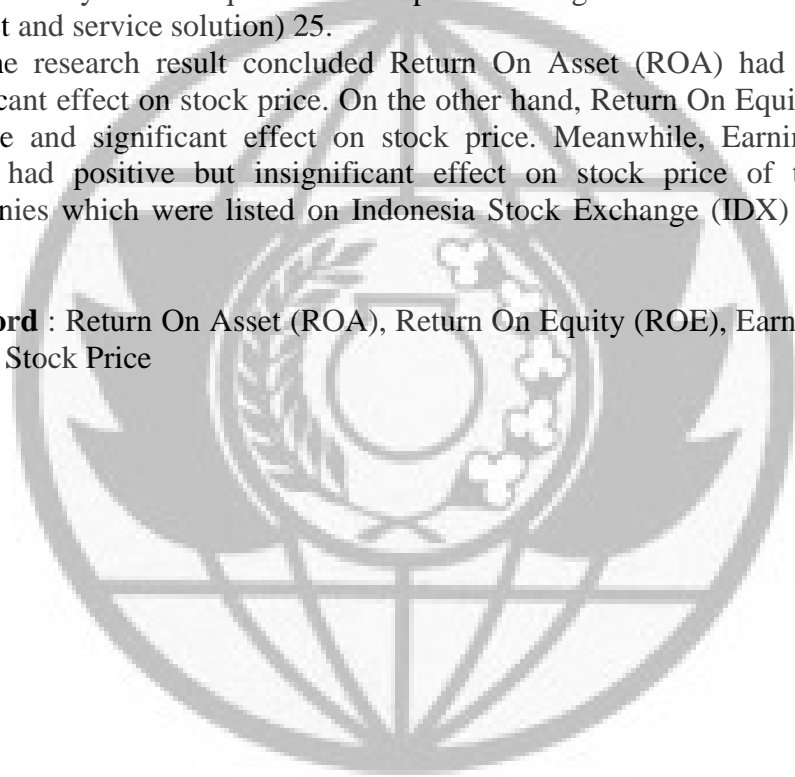 et and service solution) 25.
ne research result concluded Return On Asset (ROA) had
cant effect on stock price. On the other hand, Return On Equi
e and significant effect on stock price. Meanwhile, Earnin
had positive but insignificant effect on stock price of t
nies which were listed on Indonesia Stock Exchange (IDX)
ord : Return On Asset (ROA), Return On Equity (ROE), Earn
Stock Price